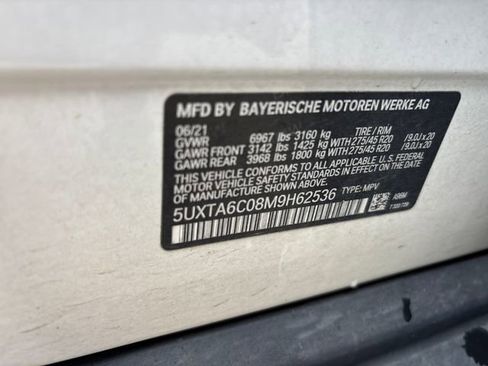 MFD BY BAYERISCHE MOTOREN WERKE AG
06/21 TIRE / RIM
GVWR 6967 lbs 3160 kg
GAWR FRONT 3142 lbs 1425 kg WITH 275/45 R20 /9.0J x 20
GAWR REAR 3968 lbs 1800 kg WITH 275/45 R20 /9.0J x 20
THIS VEHICLE CONFORMS TO ALL APPLICABLE U.S. FEDERAL
MOTOR VEHICLE SAFETY STANDARDS IN EFFECT ON THE
DATE OF MANUFACTURE SHOWN ABOVE.
5UXTA6C08M9H62536 TYPE: MPV